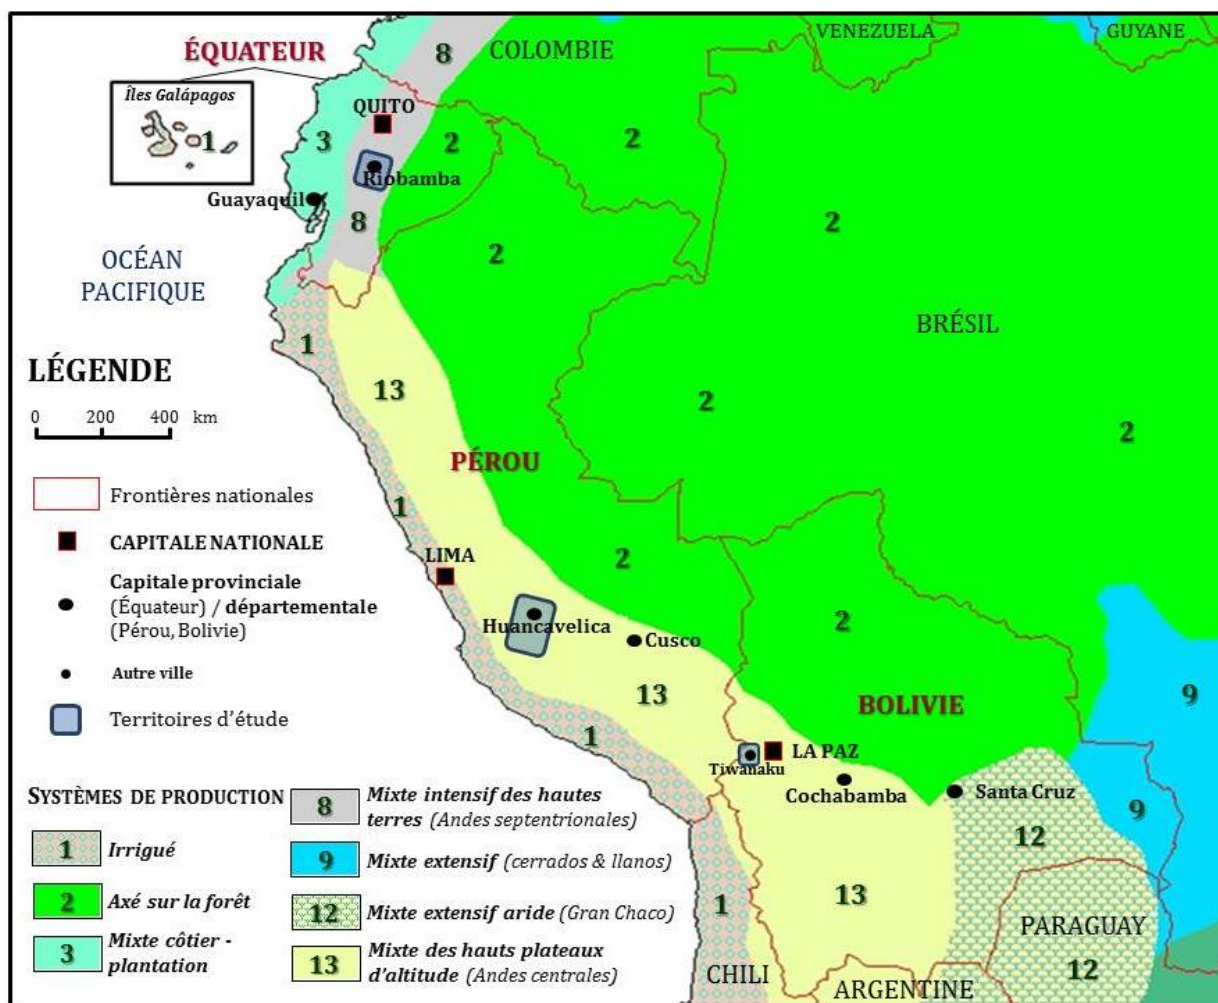 ÉQUATEUR
COLOMBIE
VENEZUELA
GUYANE
8
Îles Galápagos
1
QUITO
3
2
2
Riobamba
Guayaquil
8
2
2
OCÉAN
PACIFIQUE
BRÉSIL
1
13
2
2
PÉROU
1
LIMA
2
Huancavelica
Cusco
2
13
9
BOLIVIE
1
LA PAZ
Tiwanaku
Cochabamba
Santa Cruz
9
12
13
1
PARAGUAY
12
CHILI
ARGENTINE
LÉGENDE
0 200 400 km
Frontières nationales
CAPITALE NATIONALE
Capitale provinciale
(Équateur) / départementale
(Pérou, Bolivie)
Autre ville
Territoires d'étude
SYSTÈMES DE PRODUCTION
1 Irrigué
2 Axé sur la forêt
3 Mixte côtier -
plantation
8 Mixte intensif des hautes
terres (Andes septentrionales)
9 Mixte extensif (cerrados & llanos)
12 Mixte extensif aride (Gran Chaco)
13 Mixte des hauts plateaux
d'altitude (Andes centrales)